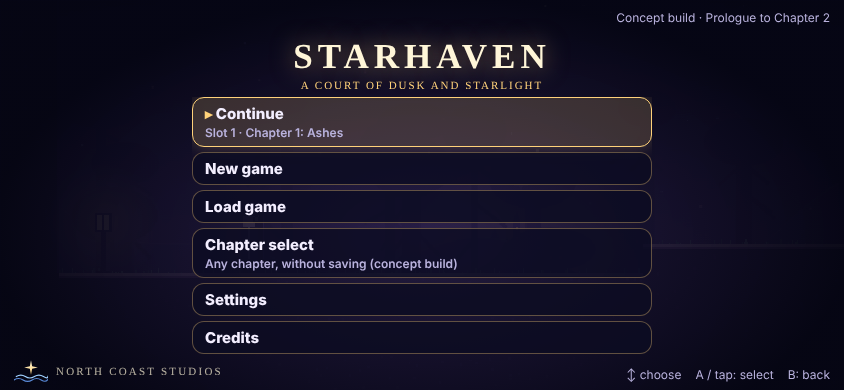 Concept build · Prologue to Chapter 2
STARHAVEN
A COURT OF DUSK AND STARLIGHT
▸ Continue
Slot 1 · Chapter 1: Ashes
New game
Load game
Chapter select
Any chapter, without saving (concept build)
Settings
Credits
NORTH COAST STUDIOS
↕ choose A / tap: select B: back